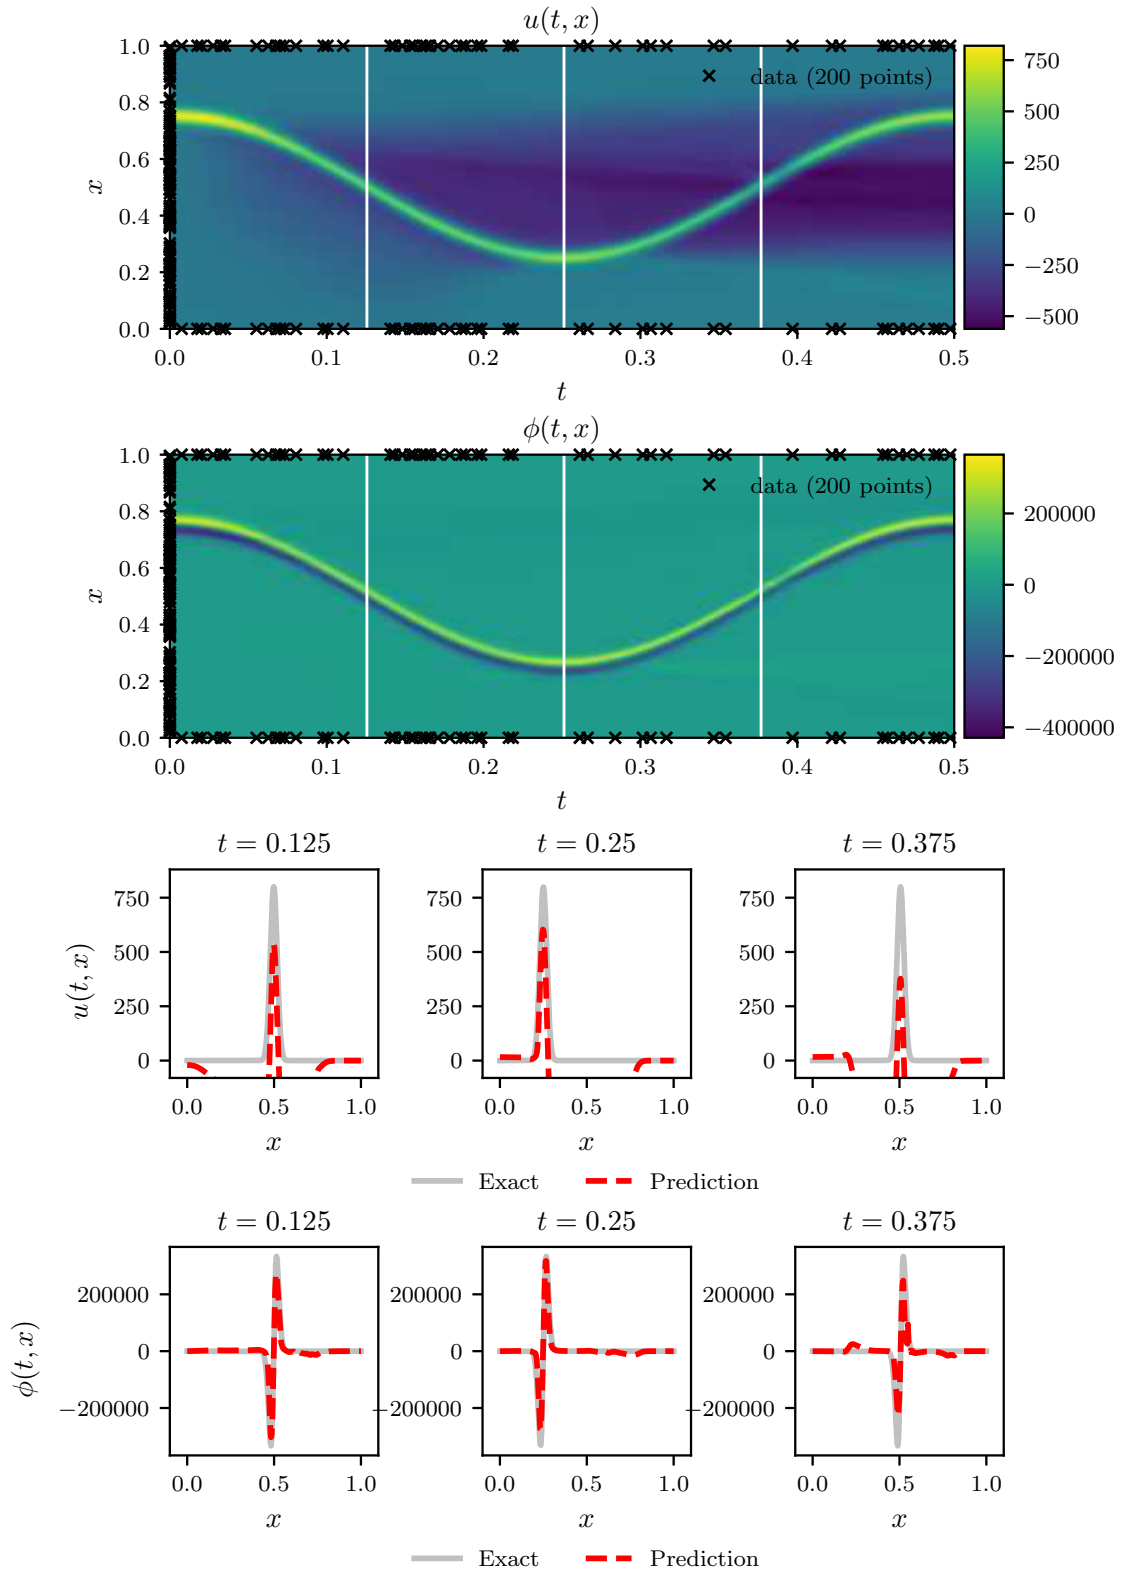 u(t, x)
1.0
0.8
0.6
0.4
0.2
0.0
x
data (200 points)
750
500
250
0
−250
−500
0.0 0.1 0.2 0.3 0.4 0.5
t
ϕ(t, x)
1.0
0.8
0.6
0.4
0.2
0.0
x
data (200 points)
200000
0
−200000
−400000
0.0 0.1 0.2 0.3 0.4 0.5
t
t = 0.125 t = 0.25 t = 0.375
u(t, x)
750 750 750
500 500 500
250 250 250
0 0 0
0.0 0.5 1.0 0.0 0.5 1.0 0.0 0.5 1.0
x x x
Exact Prediction
t = 0.125 t = 0.25 t = 0.375
ϕ(t, x)
200000 200000 200000
0 0 0
−200000 −200000 −200000
0.0 0.5 1.0 0.0 0.5 1.0 0.0 0.5 1.0
x x x
Exact Prediction